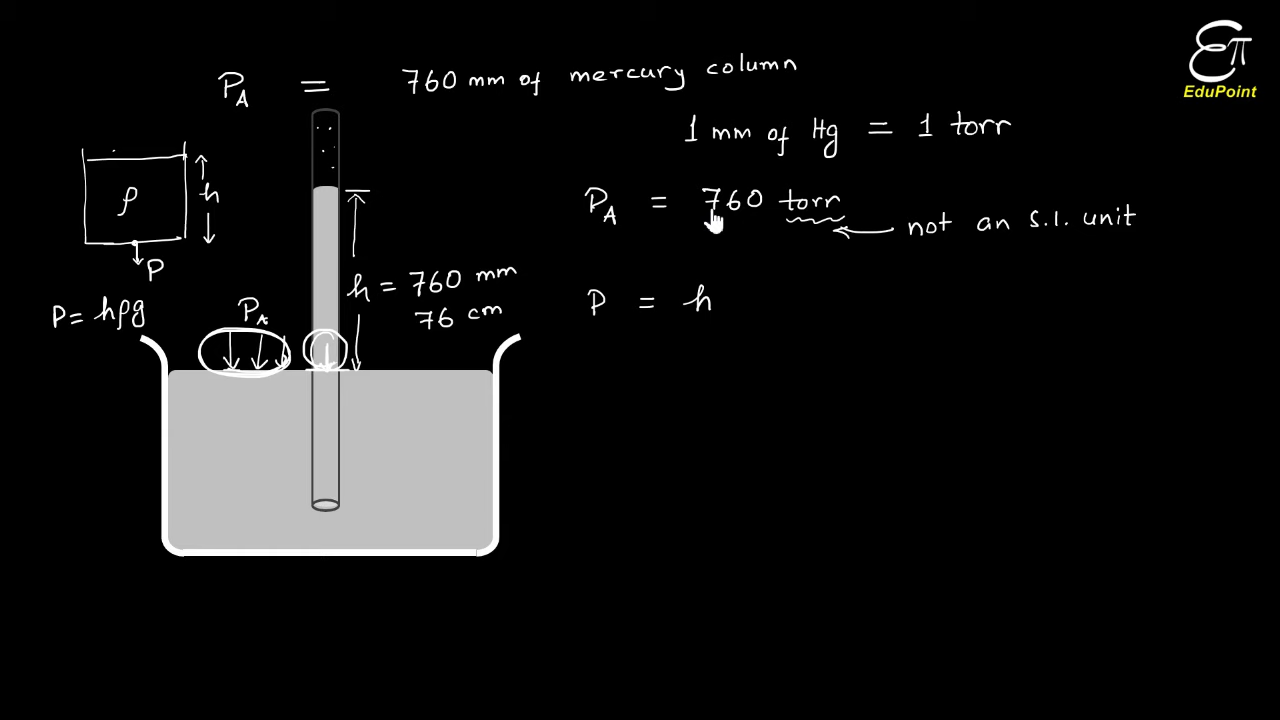 P_A = 760 mm of mercury column
επ
EduPoint
1 mm of Hg = 1 torr
ρ
h
P_A = 760 torr
not an S.I. unit
P
P = hρg
P_A
h = 760 mm
76 cm
P = h